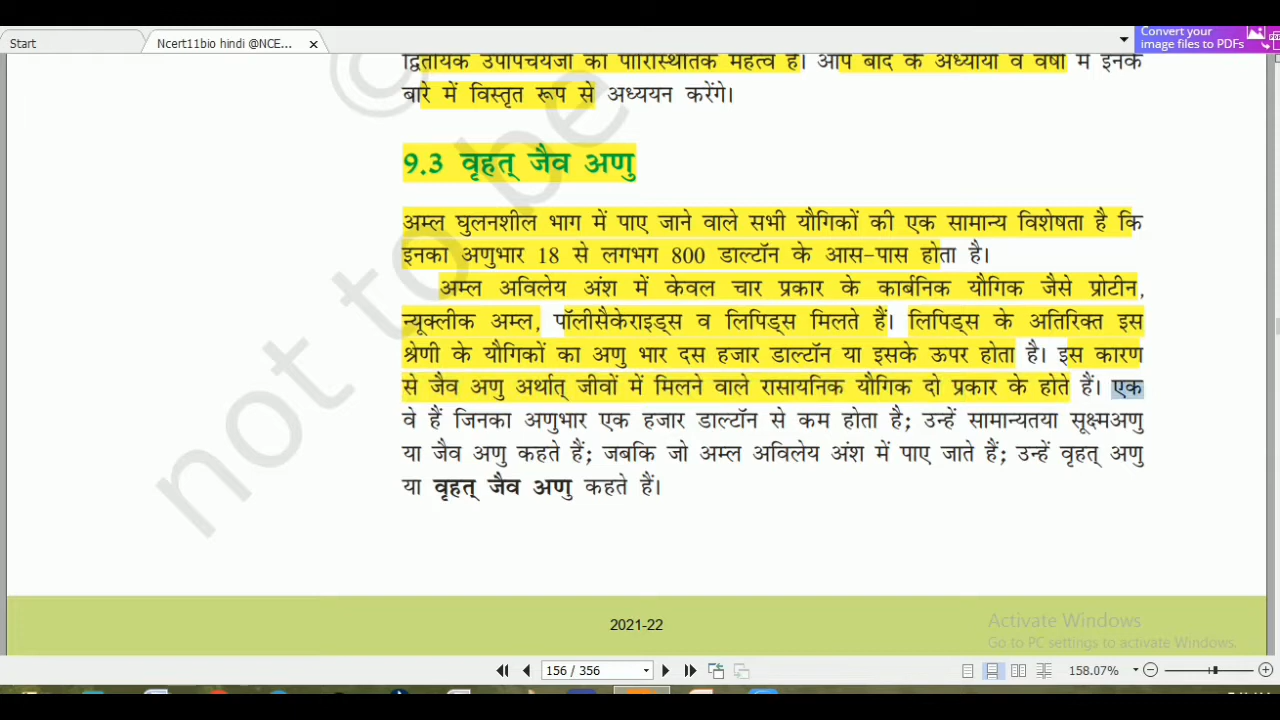 Start
Ncert11bio hindi @NCE... x
Convert your
image files to PDFs
द्वितीयक उपापचयजों का पारिस्थितिक महत्व है। आप बाद के अध्यायों व वर्षों में इनके
बारे में विस्तृत रूप से अध्ययन करेंगे।
9.3 वृहत् जैव अणु
अम्ल घुलनशील भाग में पाए जाने वाले सभी यौगिकों की एक सामान्य विशेषता है कि
इनका अणुभार 18 से लगभग 800 डाल्टॉन के आस-पास होता है।
अम्ल अविलेय अंश में केवल चार प्रकार के कार्बनिक यौगिक जैसे प्रोटीन,
न्यूक्लीक अम्ल, पॉलीसैकेराइड्स व लिपिड्स मिलते हैं। लिपिड्स के अतिरिक्त इस
श्रेणी के यौगिकों का अणु भार दस हजार डाल्टॉन या इसके ऊपर होता है। इस कारण
से जैव अणु अर्थात् जीवों में मिलने वाले रासायनिक यौगिक दो प्रकार के होते हैं। एक
वे हैं जिनका अणुभार एक हजार डाल्टॉन से कम होता है; उन्हें सामान्यतया सूक्ष्मअणु
या जैव अणु कहते हैं; जबकि जो अम्ल अविलेय अंश में पाए जाते हैं; उन्हें वृहत् अणु
या वृहत् जैव अणु कहते हैं।
© not to be
2021-22
Activate Windows
Go to PC settings to activate Windows.
156 / 356
158.07%